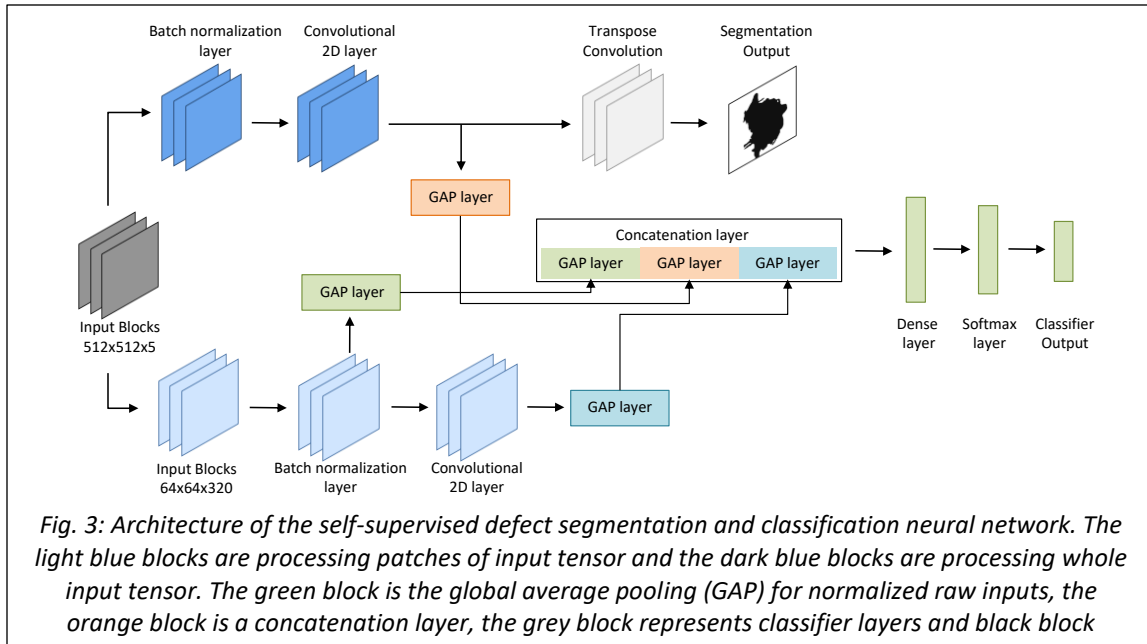 Batch normalization
layer
Convolutional
2D layer
Transpose
Convolution
Segmentation
Output
GAP layer
Concatenation layer
GAP layer
GAP layer
GAP layer
GAP layer
Input Blocks
512x512x5
Dense
layer
Softmax
layer
Classifier
Output
GAP layer
Input Blocks
64x64x320
Batch normalization
layer
Convolutional
2D layer
Fig. 3: Architecture of the self-supervised defect segmentation and classification neural network. The
light blue blocks are processing patches of input tensor and the dark blue blocks are processing whole
input tensor. The green block is the global average pooling (GAP) for normalized raw inputs, the
orange block is a concatenation layer, the grey block represents classifier layers and black block